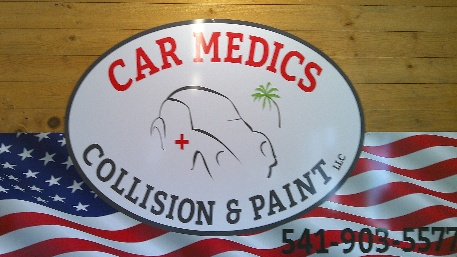 CAR MEDICS
COLLISION & PAINT LLC
541-903-5577